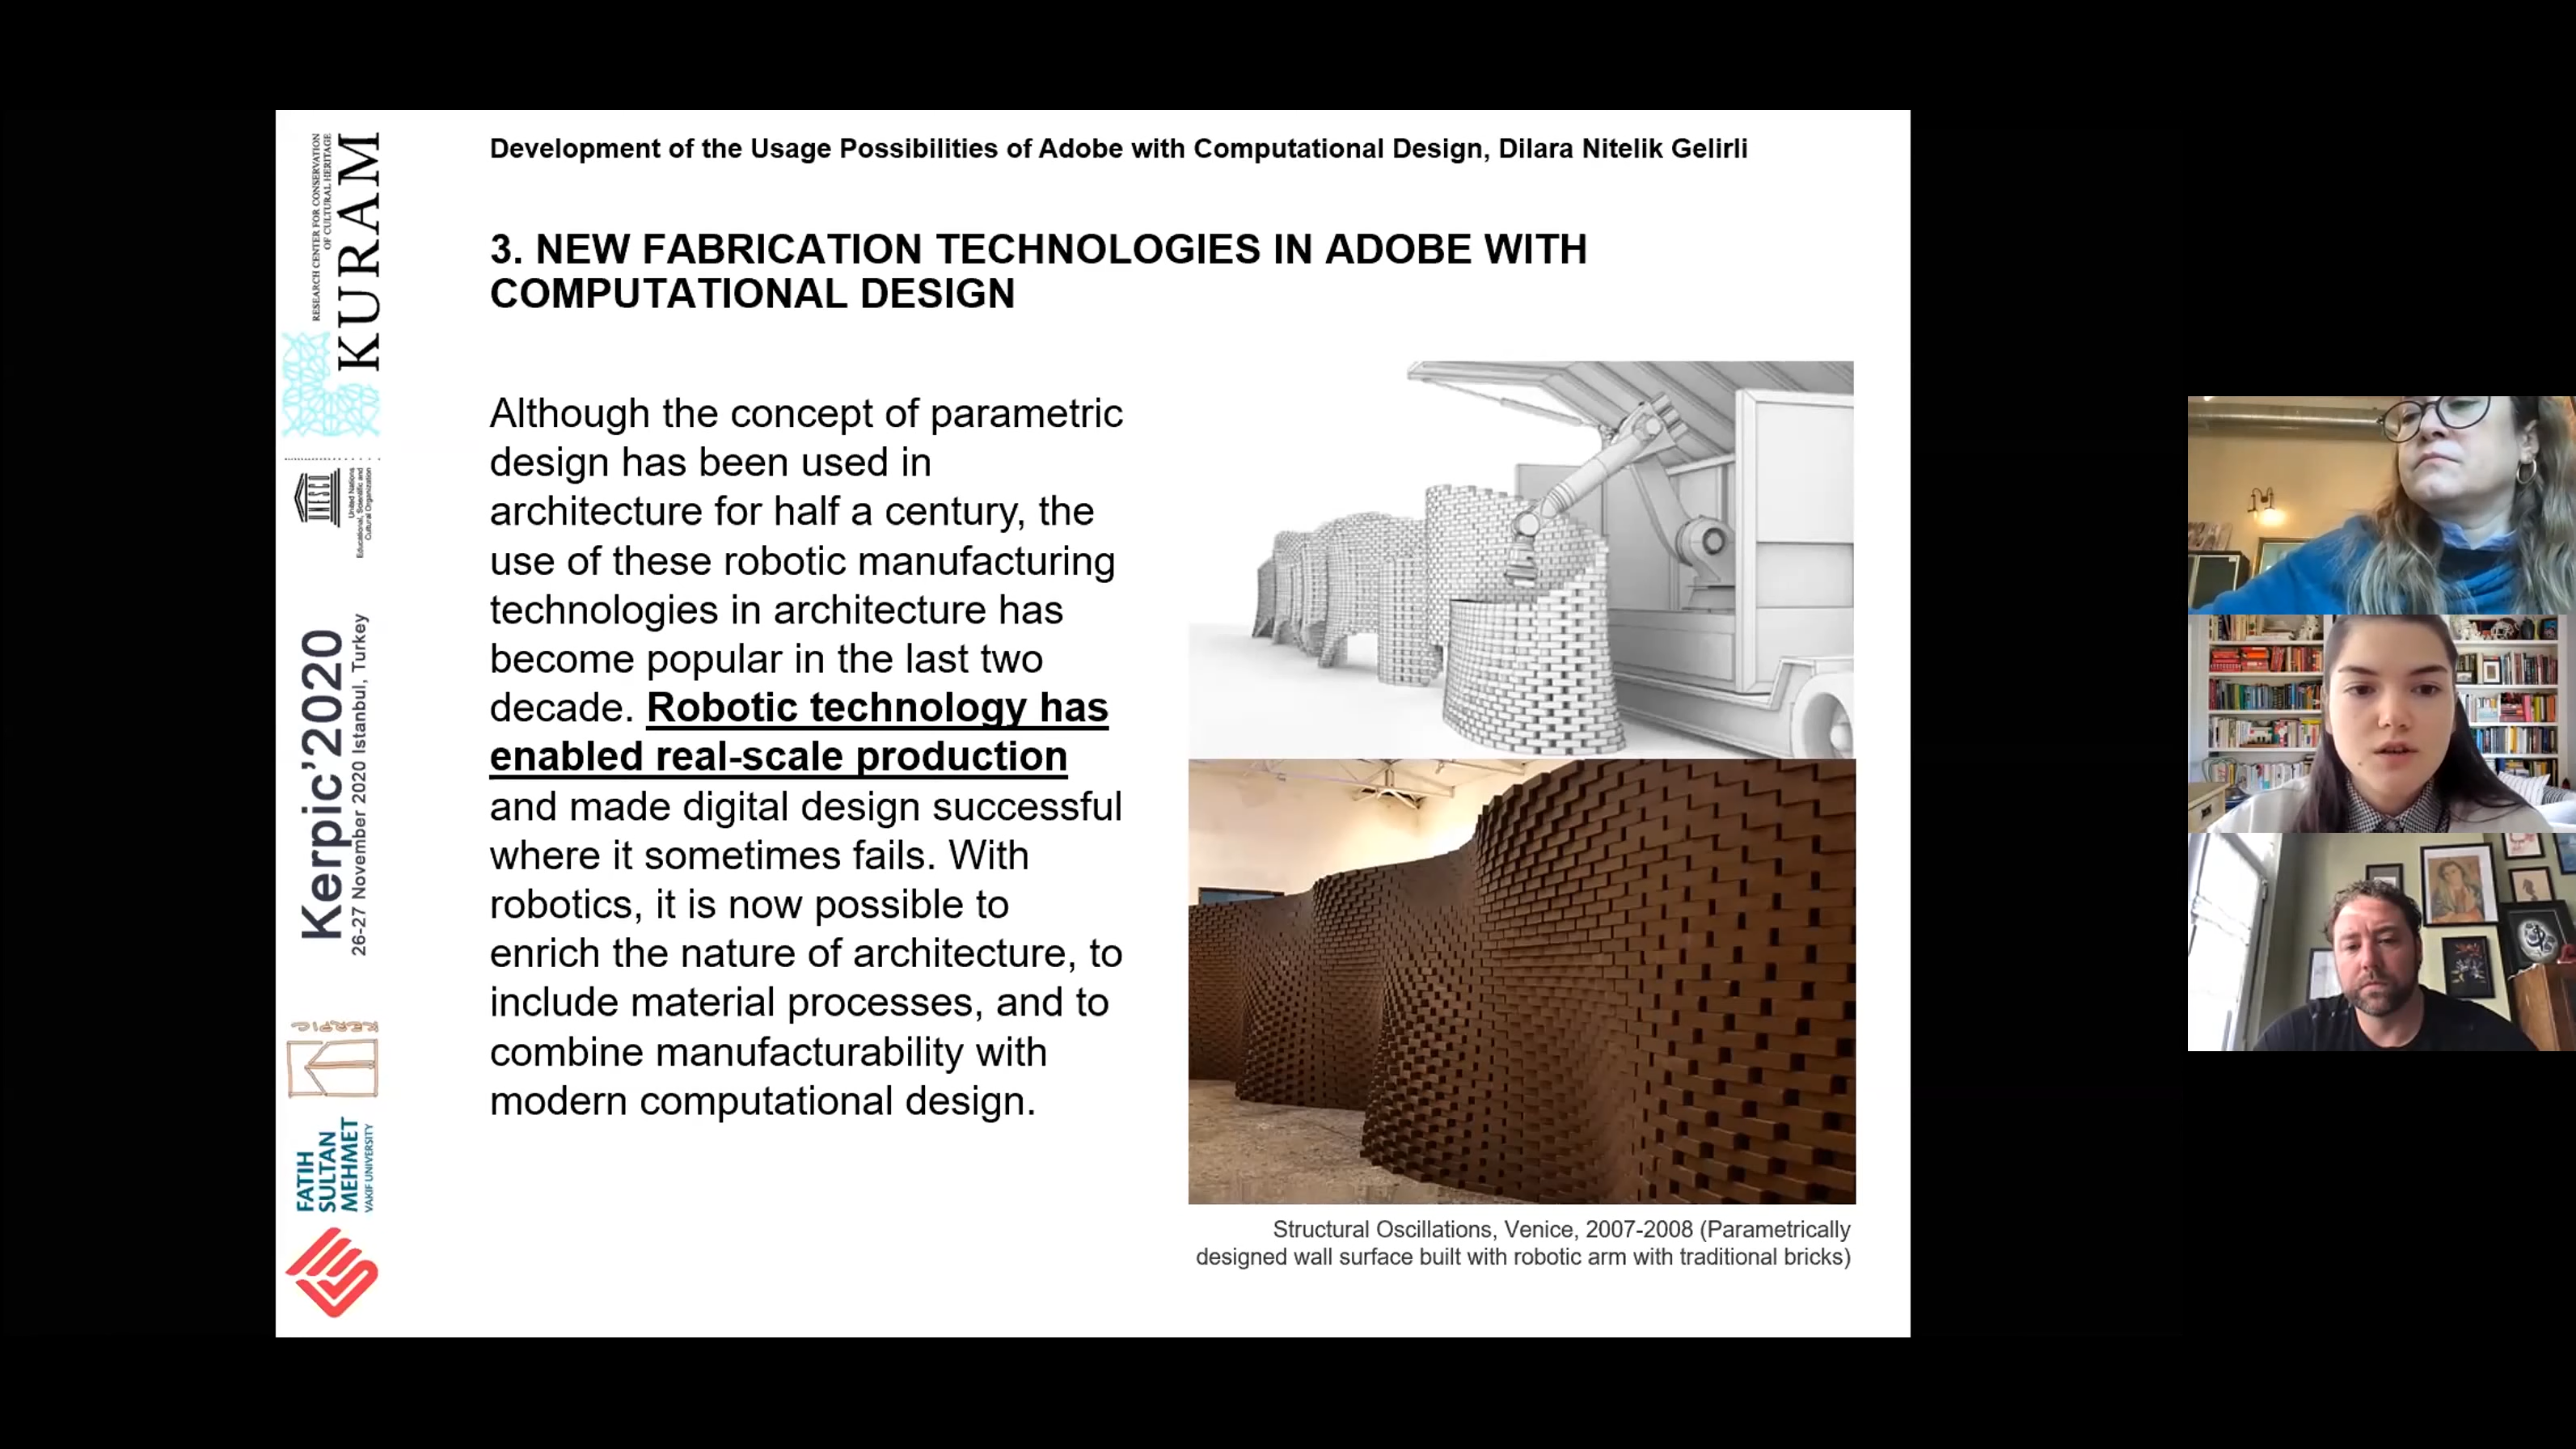 Development of the Usage Possibilities of Adobe with Computational Design, Dilara Nitelik Gelirli
3. NEW FABRICATION TECHNOLOGIES IN ADOBE WITH
COMPUTATIONAL DESIGN
Although the concept of parametric
design has been used in
architecture for half a century, the
use of these robotic manufacturing
technologies in architecture has
become popular in the last two
decade. Robotic technology has
enabled real-scale production
and made digital design successful
where it sometimes fails. With
robotics, it is now possible to
enrich the nature of architecture, to
include material processes, and to
combine manufacturability with
modern computational design.
Structural Oscillations, Venice, 2007-2008 (Parametrically
designed wall surface built with robotic arm with traditional bricks)
RESEARCH CENTER FOR CONSERVATION
OF CULTURAL HERITAGE
KURAM
UNESCO
United Nations
Educational, Scientific and
Cultural Organization
Kerpic'2020
26-27 November 2020 Istanbul, Turkey
KERPIC
FATIH
SULTAN
MEHMET
VAKIF UNIVERSITY